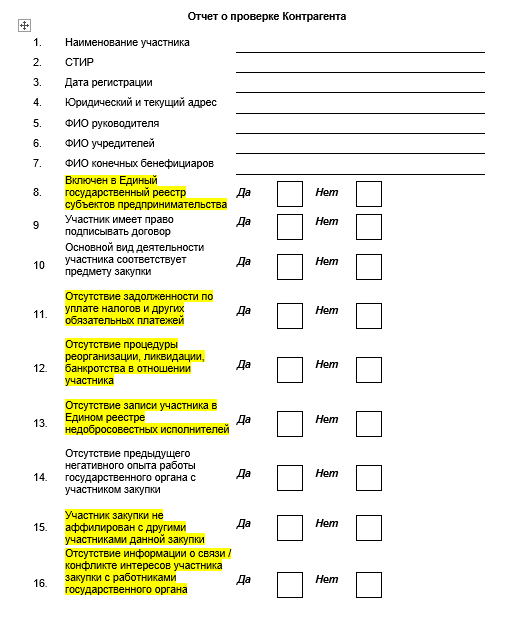 Отчет о проверке Контрагента
1. Наименование участника
2. СТИР
3. Дата регистрации
4. Юридический и текущий адрес
5. ФИО руководителя
6. ФИО учредителей
7. ФИО конечных бенефициаров
8. Включен в Единый
государственный реестр
субъектов предпринимательства
Да Нет
9 Участник имеет право
подписывать договор
Да Нет
10 Основной вид деятельности
участника соответствует
предмету закупки
Да Нет
11. Отсутствие задолженности по
уплате налогов и других
обязательных платежей
Да Нет
12. Отсутствие процедуры
реорганизации, ликвидации,
банкротства в отношении
участника
Да Нет
13. Отсутствие записи участника в
Едином реестре
недобросовестных исполнителей
Да Нет
14. Отсутствие предыдущего
негативного опыта работы
государственного органа с
участником закупки
Да Нет
15. Участник закупки не
аффилирован с другими
участниками данной закупки
Да Нет
16. Отсутствие информации о связи /
конфликте интересов участника
закупки с работниками
государственного органа
Да Нет